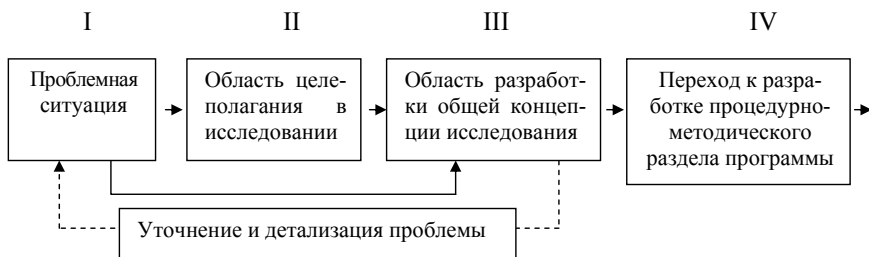 I II III IV
Проблемная
ситуация
Область целе-
полагания в
исследовании
Область разработ-
ки общей концеп-
ции исследования
Переход к разра-
ботке процедурно-
методического
раздела программы
Уточнение и детализация проблемы